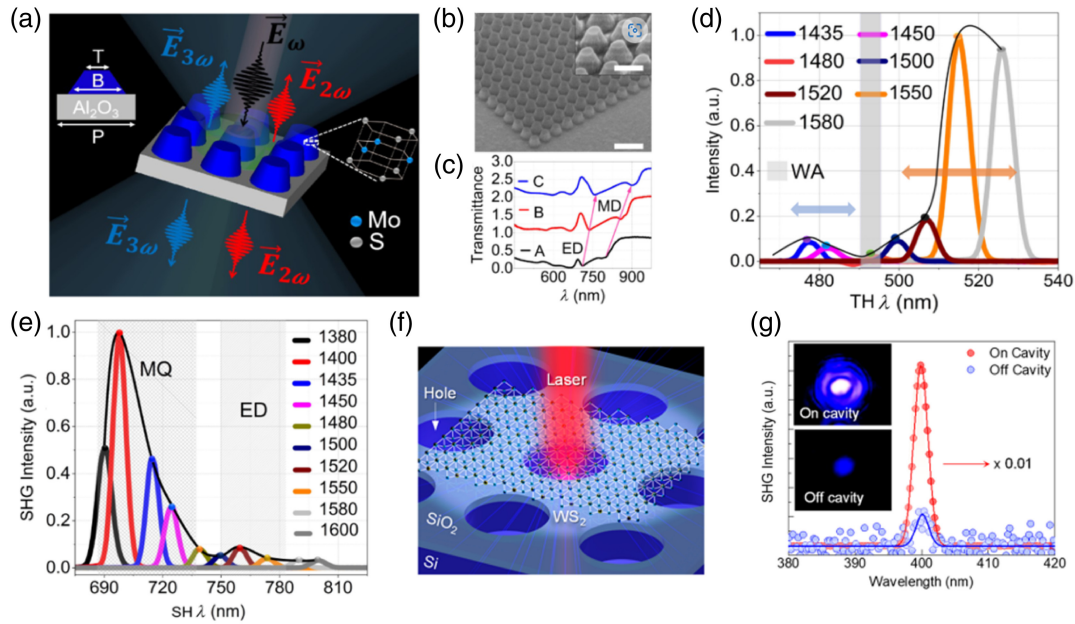 (a)
T
B
Al₂O₃
P
E⃗₃ω
E⃗ω
E⃗₂ω
Mo
S
E⃗₃ω
E⃗₂ω
(b)
(c)
Transmittance
3.0
2.5
2.0
1.5
1.0
0.5
0.0
C
B
A
MD
ED
600
750
900
λ (nm)
(d)
Intensity (a.u.)
1.0
0.8
0.6
0.4
0.2
0.0
1435
1450
1480
1500
1520
1550
1580
WA
480
500
520
540
TH λ (nm)
(e)
SHG Intensity (a.u.)
1.0
0.8
0.6
0.4
0.2
0.0
MQ
ED
1380
1400
1435
1450
1480
1500
1520
1550
1580
1600
690
720
750
780
810
SH λ (nm)
(f)
Laser
Hole
WS₂
SiO₂
Si
(g)
SHG Intensity (a.u.)
On Cavity
Off Cavity
On cavity
Off cavity
x 0.01
380
390
400
410
420
Wavelength (nm)